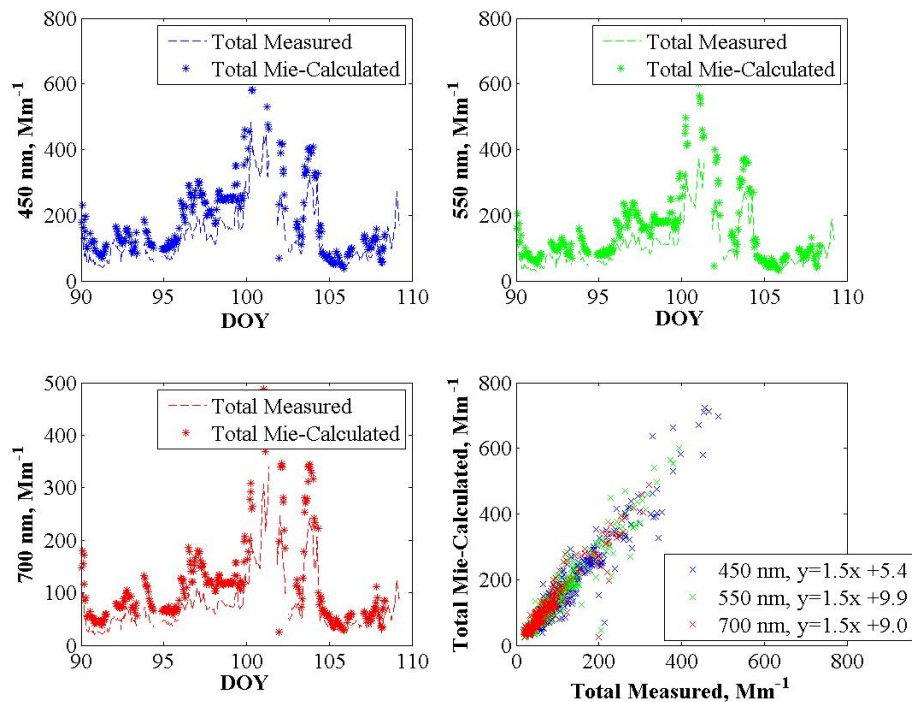 800
600
400
200
0
450 nm, Mm-1
Total Measured
Total Mie-Calculated
90
95
100
105
110
DOY
800
600
400
200
0
550 nm, Mm-1
Total Measured
Total Mie-Calculated
90
95
100
105
110
DOY
500
400
300
200
100
0
700 nm, Mm-1
Total Measured
Total Mie-Calculated
90
95
100
105
110
DOY
800
600
400
200
0
Total Mie-Calculated, Mm-1
450 nm, y=1.5x +5.4
550 nm, y=1.5x +9.9
700 nm, y=1.5x +9.0
0
200
400
600
800
Total Measured, Mm-1